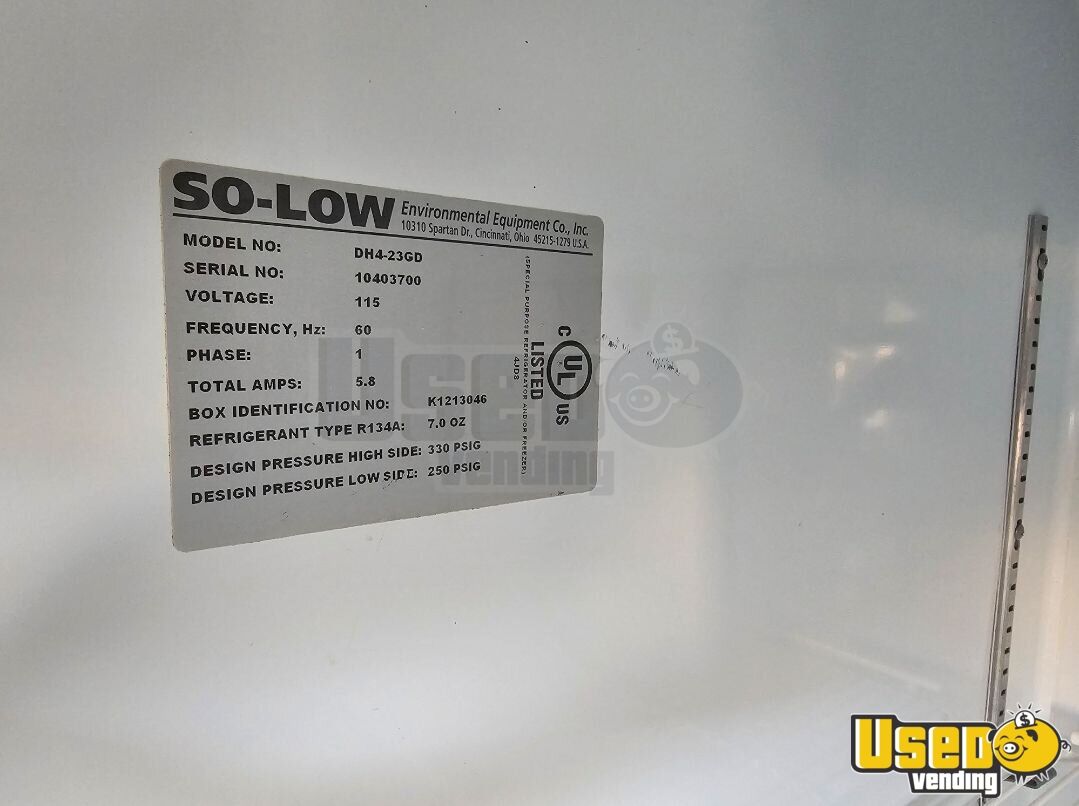 SO-LOW Environmental Equipment Co., Inc.
10310 Spartan Dr., Cincinnati, Ohio 45215-1279 U.S.A.
MODEL NO: DH4-23GD
SERIAL NO: 10403700
VOLTAGE: 115
FREQUENCY, Hz: 60
PHASE: 1
TOTAL AMPS: 5.8
BOX IDENTIFICATION NO: K1213046
REFRIGERANT TYPE R134A: 7.0 OZ
DESIGN PRESSURE HIGH SIDE: 330 PSIG
DESIGN PRESSURE LOW SIDE: 250 PSIG
(SPECIAL PURPOSE REFRIGERATOR AND/OR FREEZER)
4JD8
LISTED
C UL US
Used
vending
Used
vending